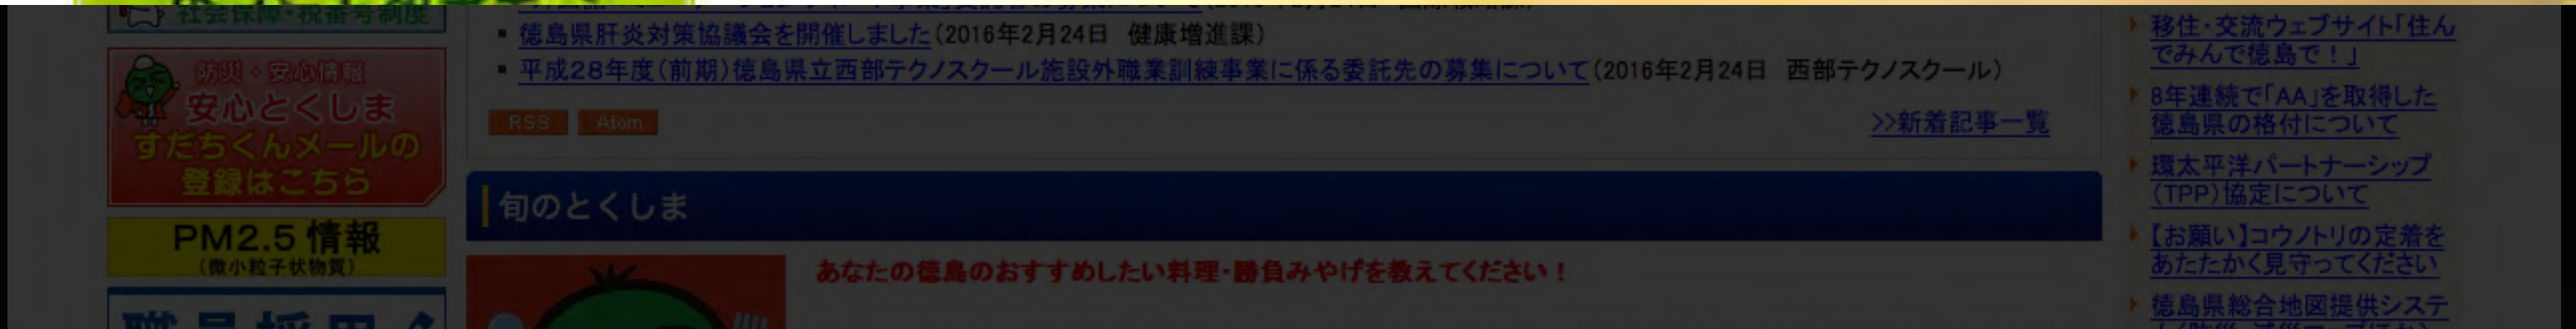 社会保障・税番号制度
防災・安心情報
安心とくしま
すだちくんメールの
登録はこちら
PM2.5 情報
（微小粒子状物質）
徳島県肝炎対策協議会を開催しました（2016年2月24日　健康増進課）
平成28年度（前期）徳島県立西部テクノスクール施設外職業訓練事業に係る委託先の募集について（2016年2月24日　西部テクノスクール）
RSS Atom
>>新着記事一覧
旬のとくしま
あなたの徳島のおすすめしたい料理・勝負みやげを教えてください！
移住・交流ウェブサイト「住ん
でみんで徳島で！」
8年連続で「AA」を取得した
徳島県の格付について
環太平洋パートナーシップ
（TPP）協定について
【お願い】コウノトリの定着を
あたたかく見守ってください
徳島県総合地図提供システ